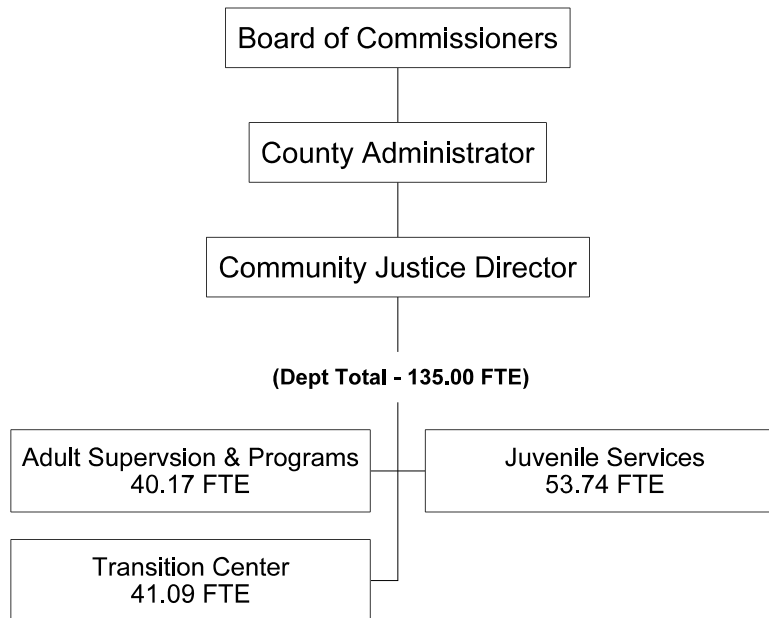 Board of Commissioners
County Administrator
Community Justice Director
(Dept Total - 135.00 FTE)
Adult Supervsion & Programs
40.17 FTE
Juvenile Services
53.74 FTE
Transition Center
41.09 FTE